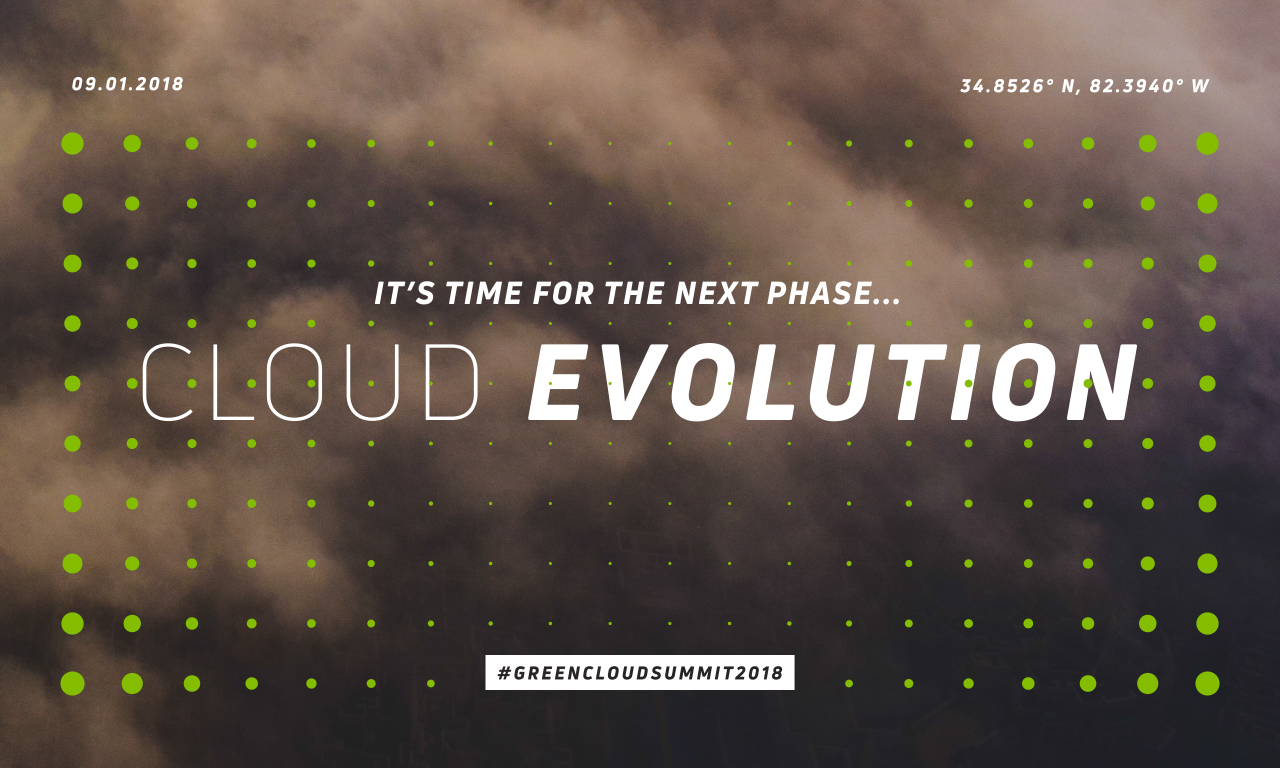 09.01.2018
34.8526° N, 82.3940° W
IT'S TIME FOR THE NEXT PHASE...
CLOUD EVOLUTION
#GREENCLOUDSUMMIT2018